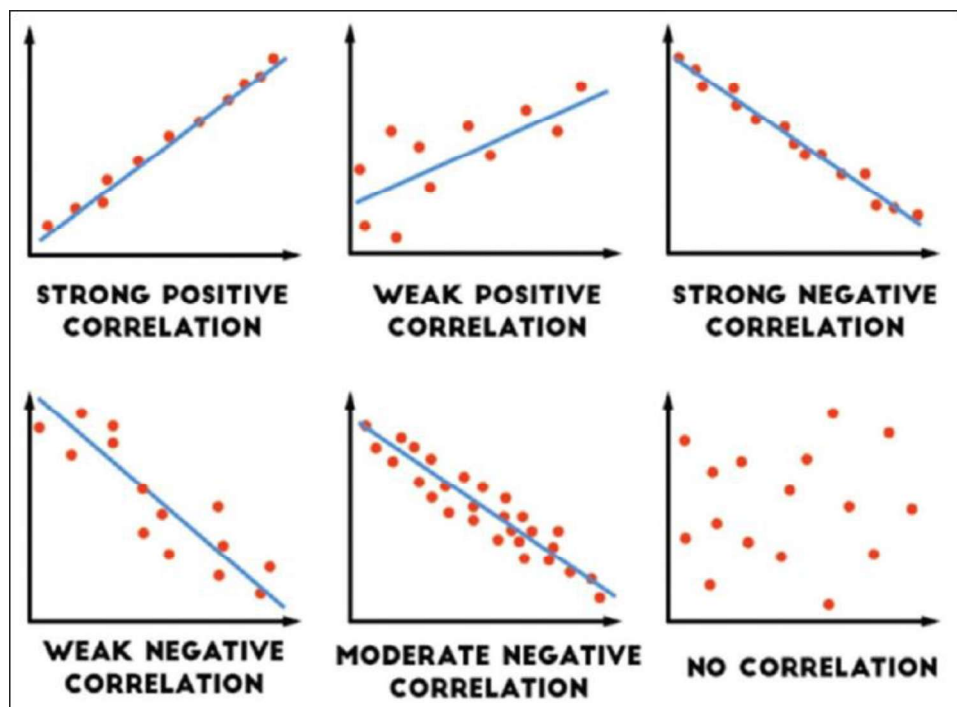 STRONG POSITIVE
CORRELATION
WEAK POSITIVE
CORRELATION
STRONG NEGATIVE
CORRELATION
WEAK NEGATIVE
CORRELATION
MODERATE NEGATIVE
CORRELATION
NO CORRELATION